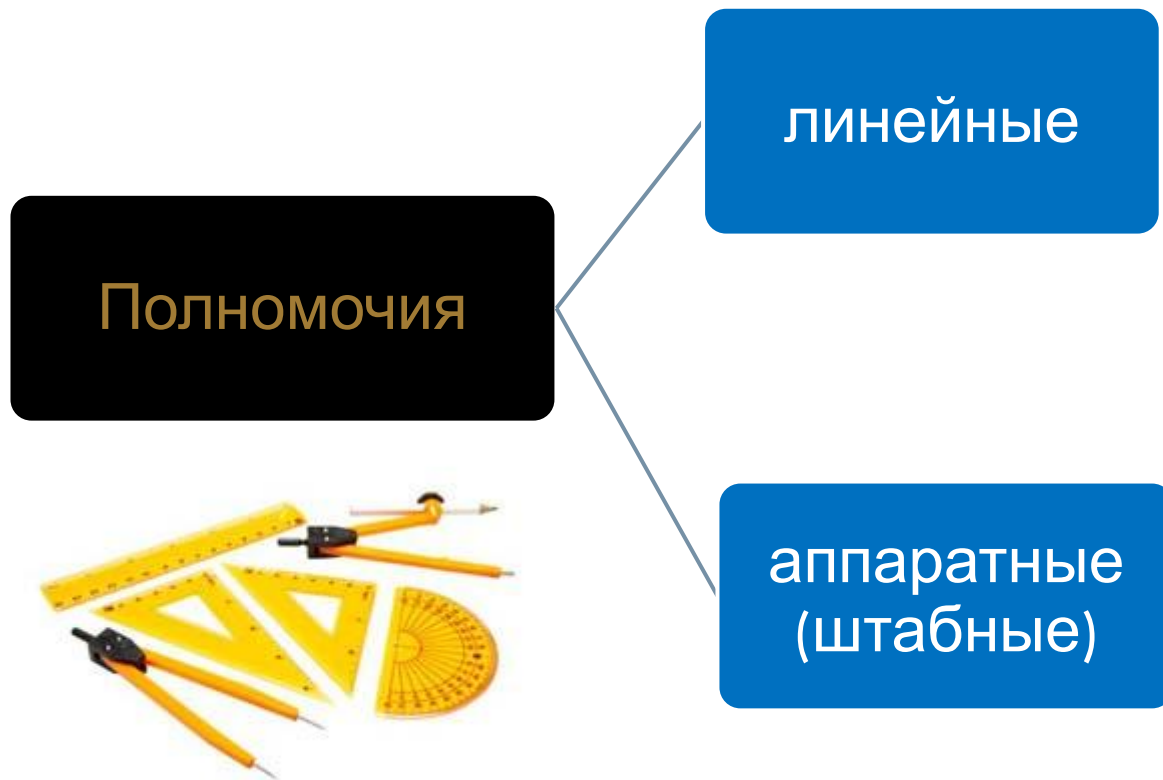 линейные
Полномочия
аппаратные
(штабные)